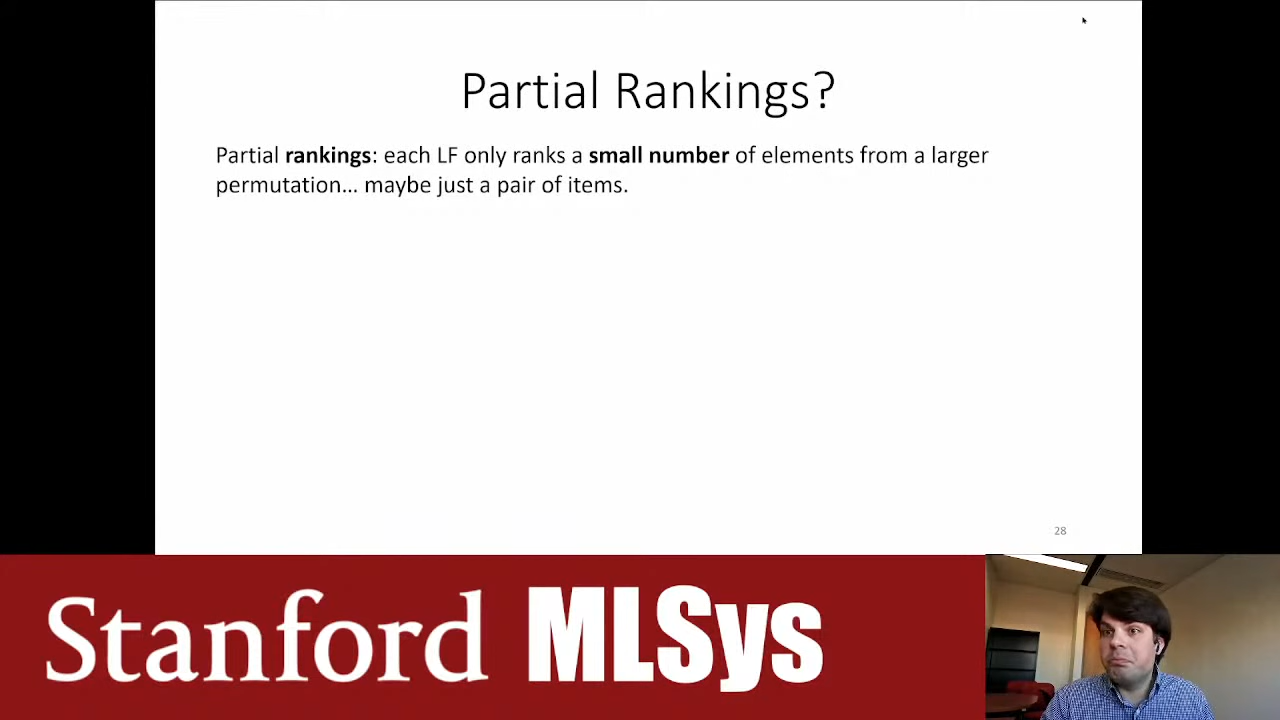 Partial Rankings?
Partial rankings: each LF only ranks a small number of elements from a larger
permutation… maybe just a pair of items.
28
Stanford MLSys